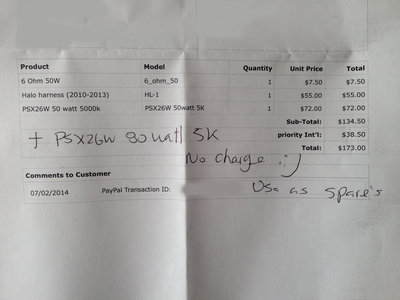 Product Model Quantity Unit Price Total
6 Ohm 50W 6_ohm_50 1 $7.50 $7.50
Halo harness (2010-2013) HL-1 1 $55.00 $55.00
PSX26W 50 watt 5000k PSX26W 50watt 5K 1 $72.00 $72.00
Sub-Total: $134.50
priority Int'l: $38.50
Total: $173.00
+ PSX26W 80 watt 5K
No charge :)
Comments to Customer
07/02/2014 PayPal Transaction ID:
Use as spare's